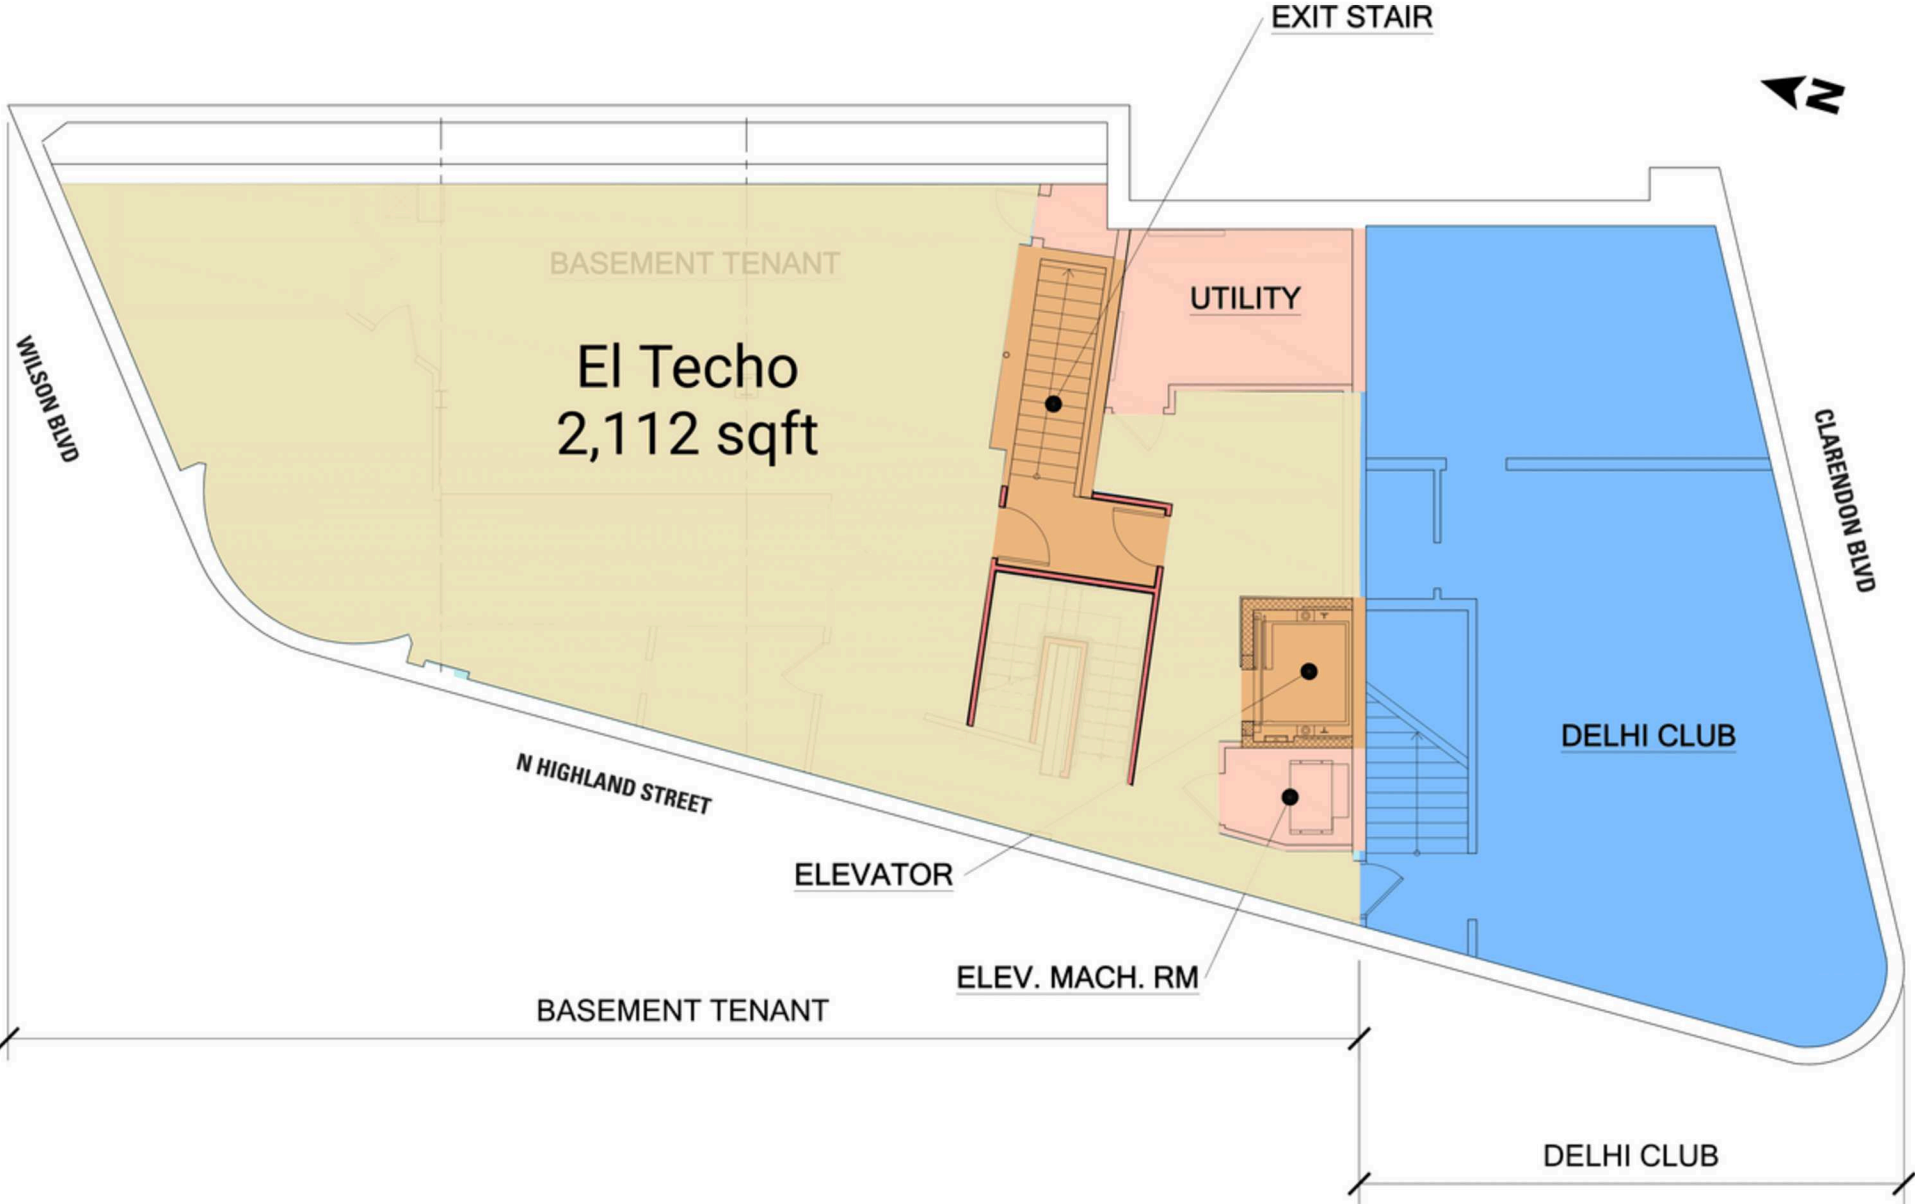 EXIT STAIR
N
BASEMENT TENANT
UTILITY
El Techo
2,112 sqft
WILSON BLVD
CLARENDON BLVD
DELHI CLUB
N HIGHLAND STREET
ELEVATOR
ELEV. MACH. RM
BASEMENT TENANT
DELHI CLUB